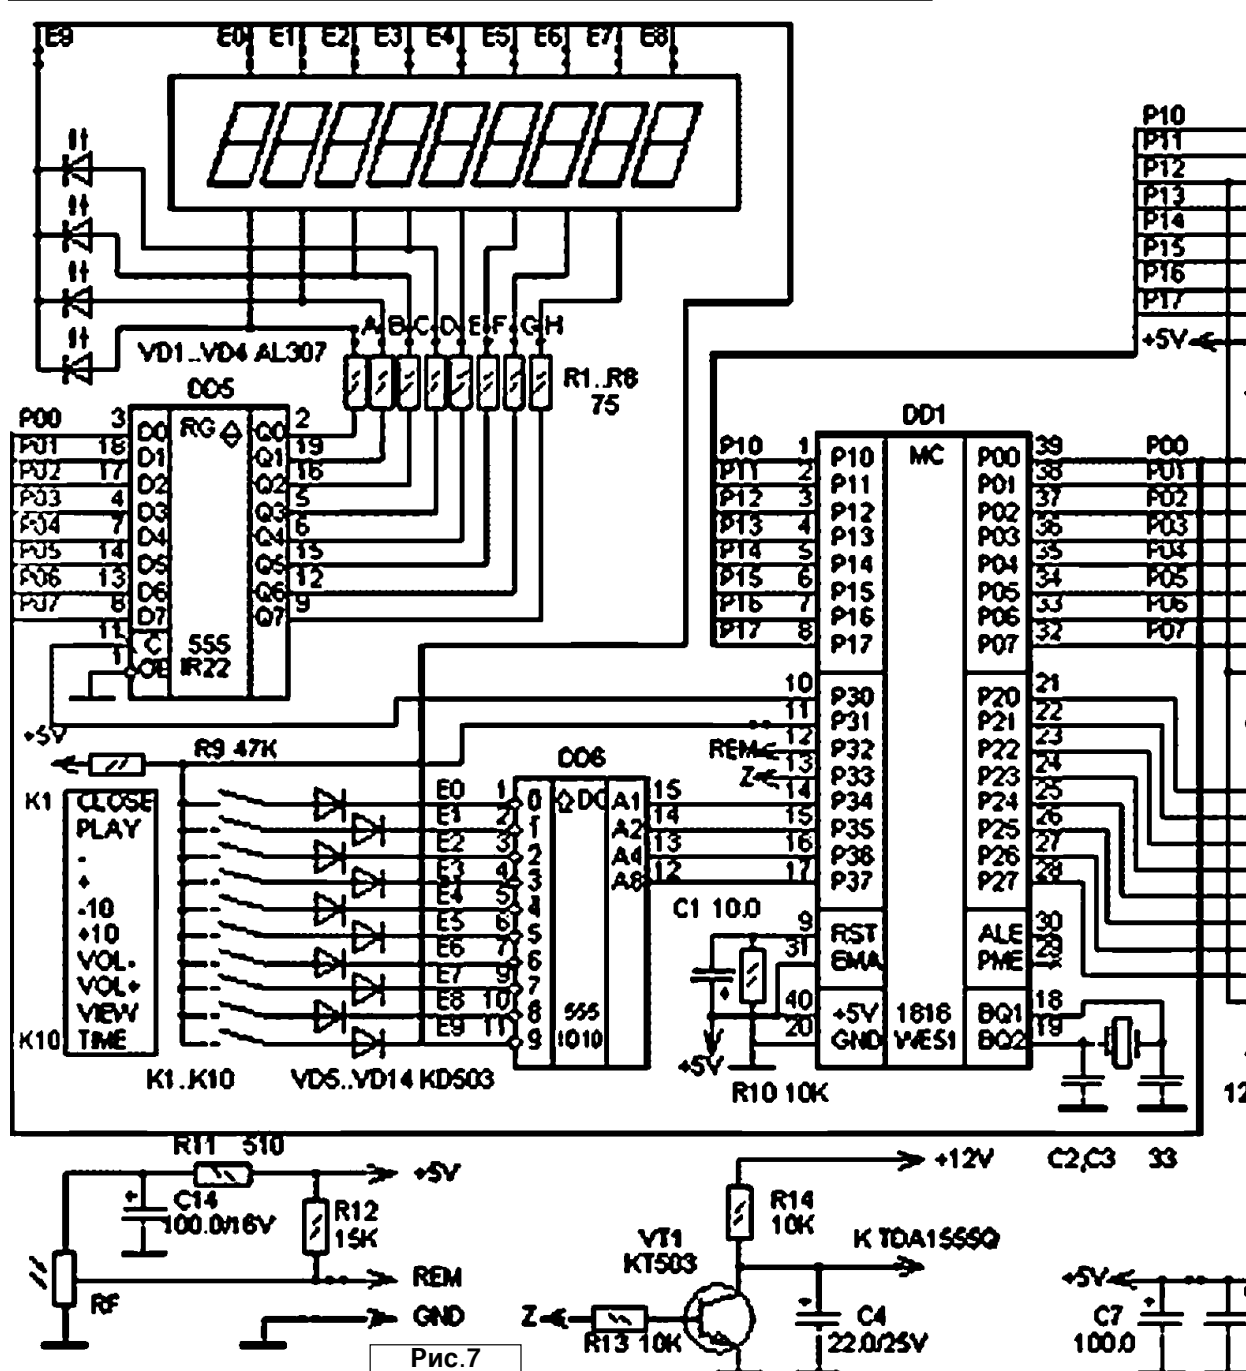 E9 E0 E1 E2 E3 E4 E5 E6 E7 E8
P10
P11
P12
P13
P14
P15
P16
P17
+5V
A B C D E F G H
VD1..VD4 AL307
R1..R8
75
DD5
P00 3 D0 RG Q0 2
P01 18 D1 Q1 19
P02 17 D2 Q2 16
P03 4 D3 Q3 5
P04 7 D4 Q4 6
P05 14 D5 Q5 15
P06 13 D6 Q6 12
P07 8 D7 Q7 9
11 C 555
1 OE IR22
+5V
DD1
MC
P10 1 P10 P00 39 P00
P11 2 P11 P01 38 P01
P12 3 P12 P02 37 P02
P13 4 P13 P03 36 P03
P14 5 P14 P04 35 P04
P15 6 P15 P05 34 P05
P16 7 P16 P06 33 P06
P17 8 P17 P07 32 P07
10 P30 P20 21
11 P31 P21 22
REM 12 P32 P22 23
Z 13 P33 P23 24
14 P34 P24 25
15 P35 P25 26
16 P36 P26 27
17 P37 P27 28
9 RST ALE 30
31 EMA PME 29
40 +5V 1816 BQ1 18
20 GND WE51 BQ2 19
R9 47K
DD6
K1 CLOSE E0 1 0 DC A1 15
PLAY E1 2 1 A2 14
- E2 3 2 A4 13
+ E3 4 3 A8 12
-10 E4 5 4
+10 E5 6 5
VOL- E6 7 6
VOL+ E7 9 7
VIEW E8 10 8 555
K10 TIME E9 11 9 ID10
K1..K10
VD5..VD14 KD503
C1 10.0
+
+5V
R10 10K
12
C2,C3 33
R11 510
+5V
+ C14
100.0/16V
R12
15K
REM
RF
GND
+12V
R14
10K
VT1
KT503
K TDA1555Q
Z
R13 10K
+ C4
22.0/25V
+5V
+
C7
100.0
Рис.7